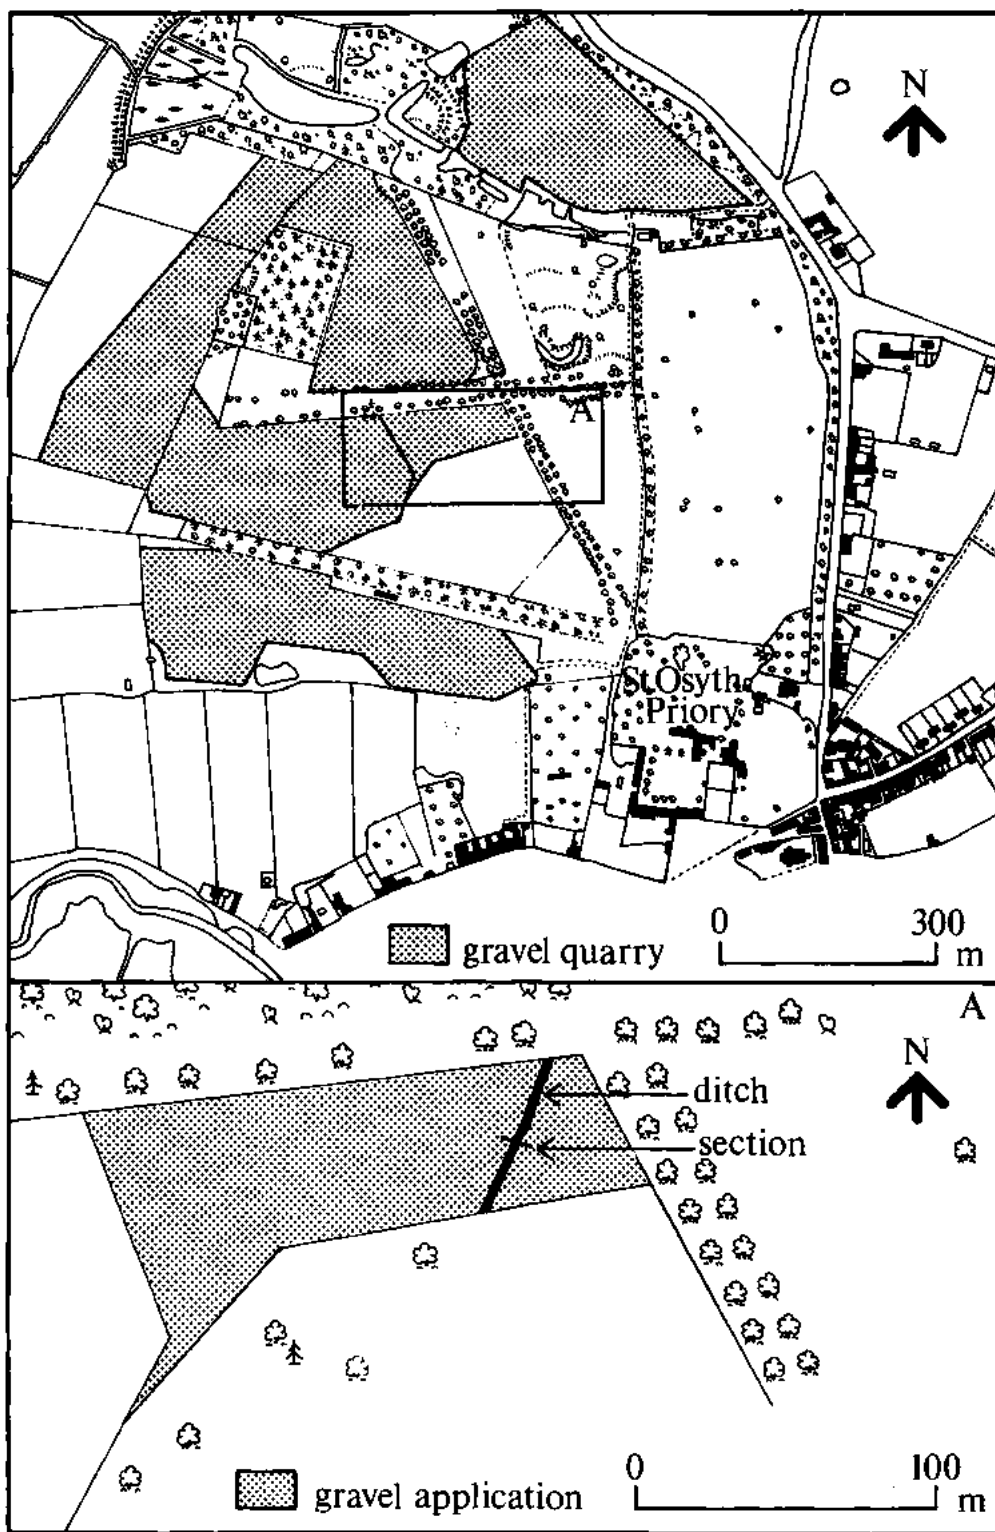 N
A
St.Osyth
Priory
gravel quarry
0 300
m
A
N
ditch
section
gravel application
0 100
m